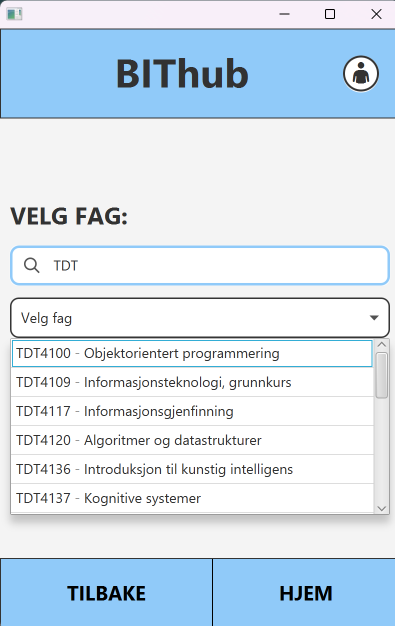 BIThub
VELG FAG:
TDT
Velg fag
TDT4100 - Objektorientert programmering
TDT4109 - Informasjonsteknologi, grunnkurs
TDT4117 - Informasjonsgjenfinning
TDT4120 - Algoritmer og datastrukturer
TDT4136 - Introduksjon til kunstig intelligens
TDT4137 - Kognitive systemer
TILBAKE
HJEM